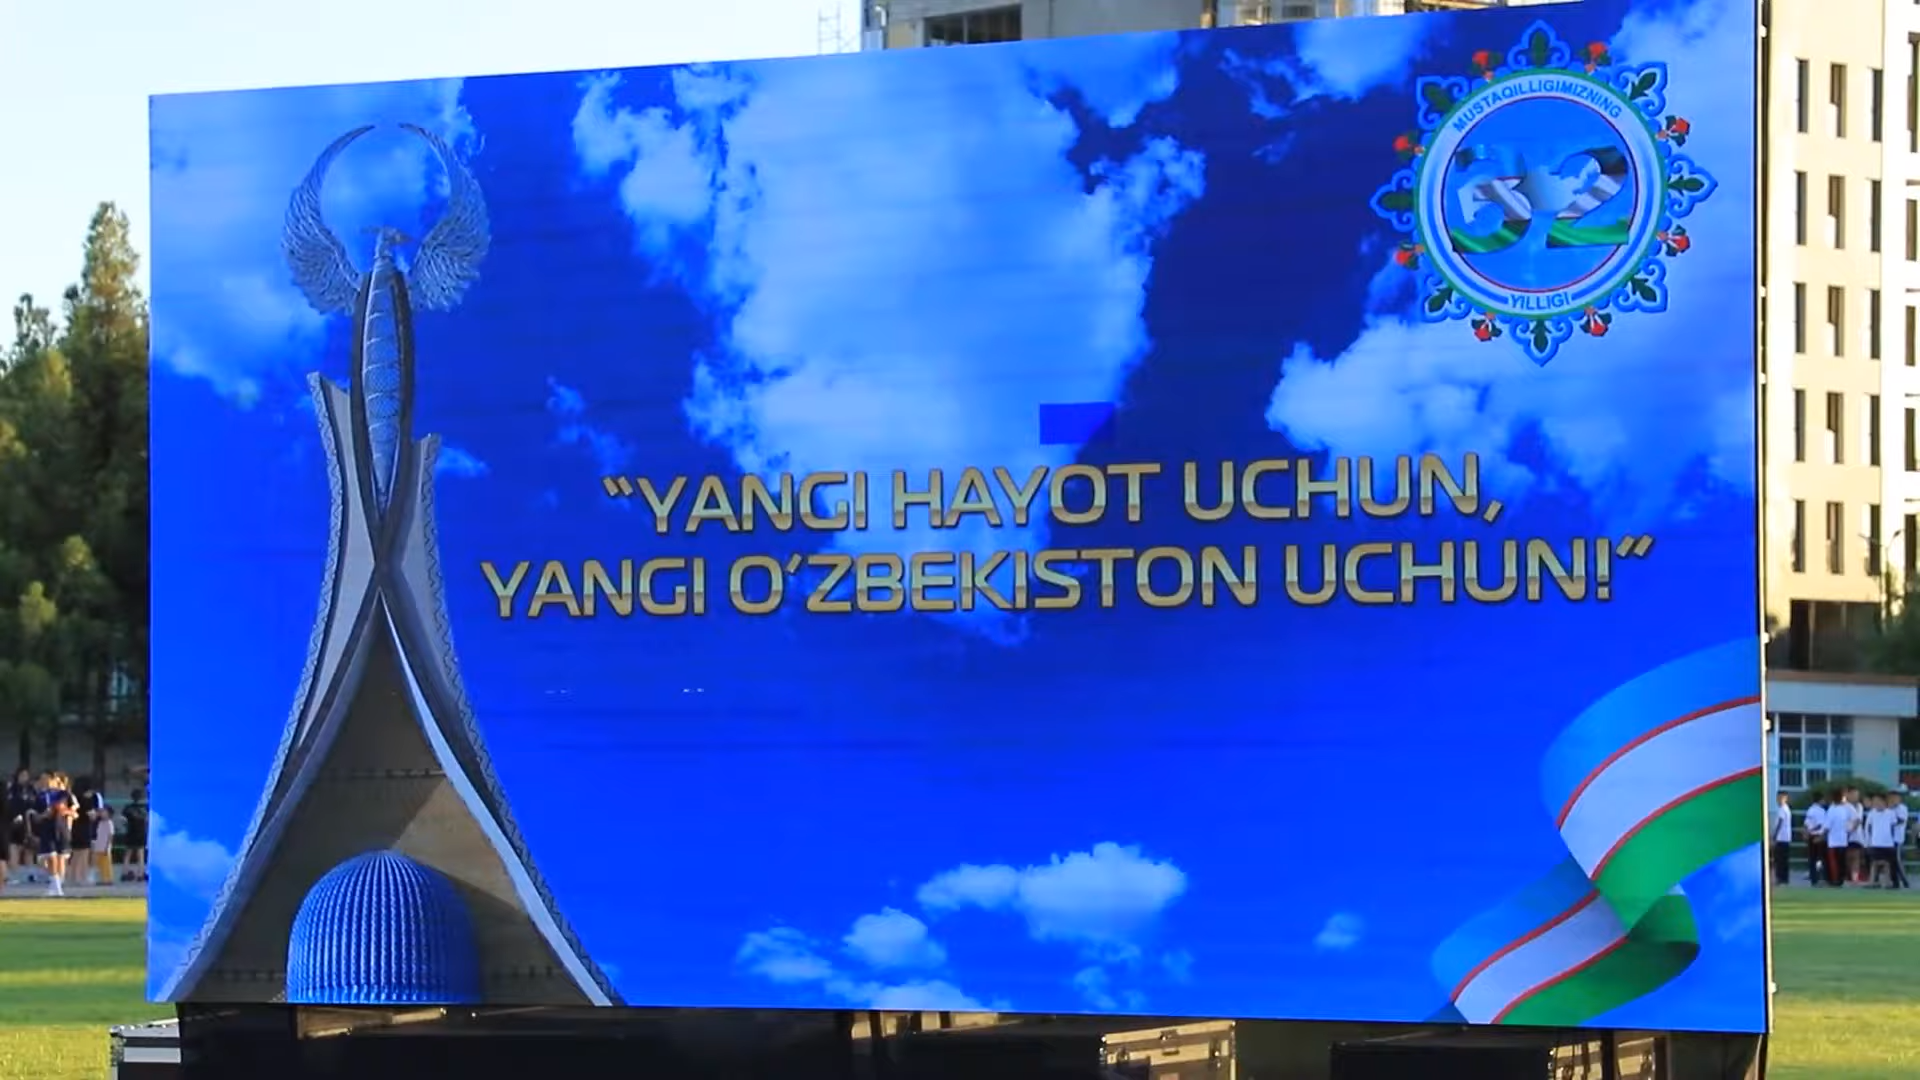 MUSTAQILLIGIMIZNING
32
YILLIGI
“YANGI HAYOT UCHUN,
YANGI O‘ZBEKISTON UCHUN!“